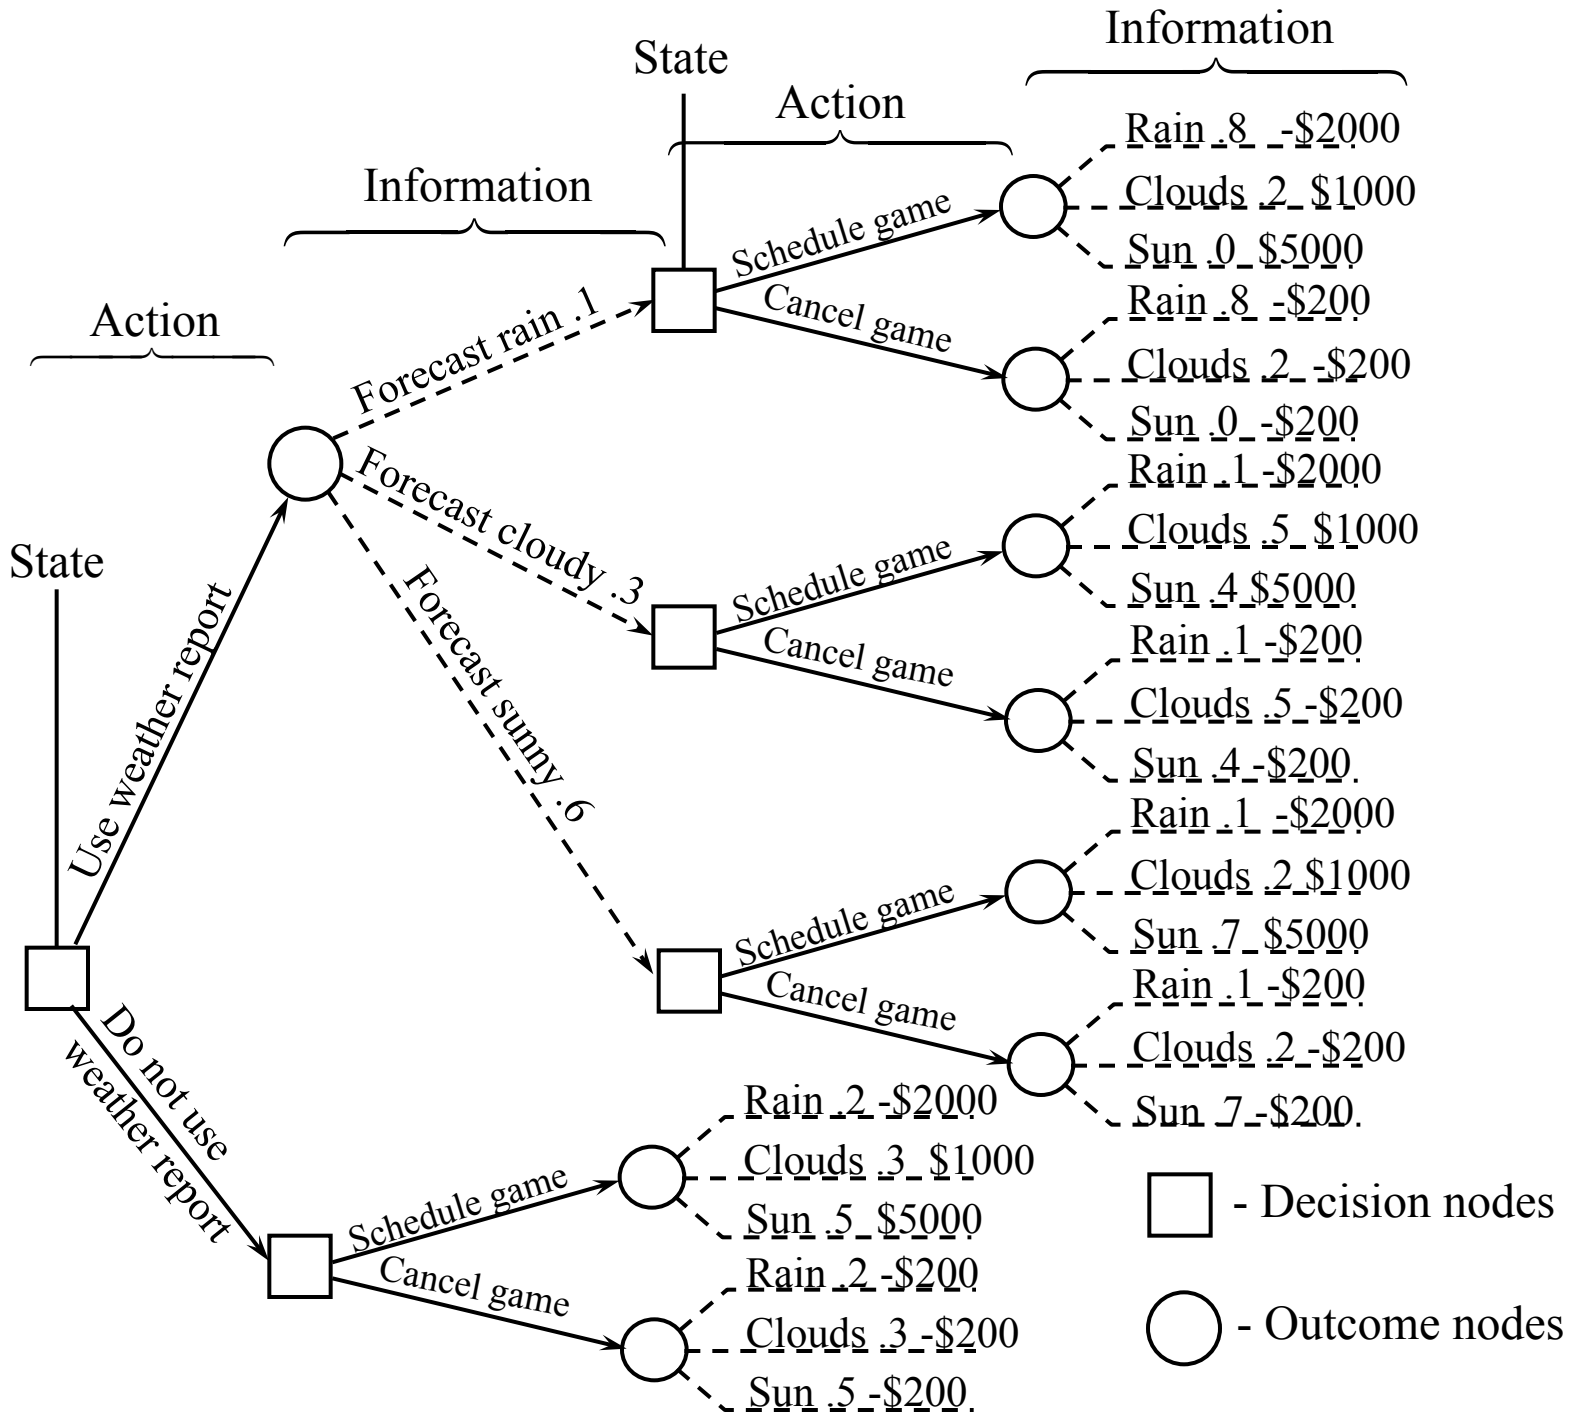 Information
State
Action
Rain .8 -$2000
Information
Clouds .2 $1000
Schedule game
Sun .0 $5000
Forecast rain .1
Cancel game
Rain .8 -$200
Action
Clouds .2 -$200
Sun .0 -$200
Forecast cloudy .3
Rain .1 -$2000
Clouds .5 $1000
State
Schedule game
Sun .4 $5000
Use weather report
Forecast sunny .6
Cancel game
Rain .1 -$200
Clouds .5 -$200
Sun .4 -$200
Rain .1 -$2000
Clouds .2 $1000
Schedule game
Sun .7 $5000
Cancel game
Rain .1 -$200
Do not use
weather report
Clouds .2 -$200
Sun .7 -$200
Rain .2 -$2000
Clouds .3 $1000
Schedule game
Sun .5 $5000
Cancel game
Rain .2 -$200
Clouds .3 -$200
Sun .5 -$200
- Decision nodes
- Outcome nodes